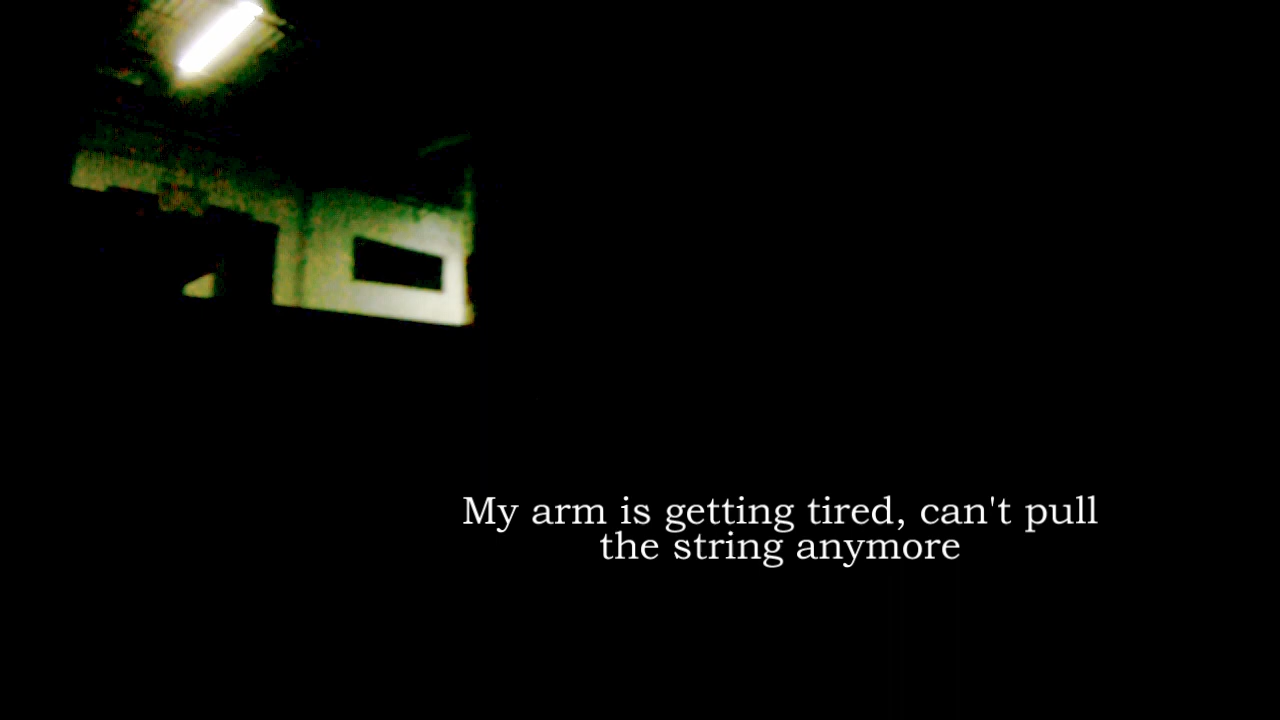 My arm is getting tired, can't pull
the string anymore